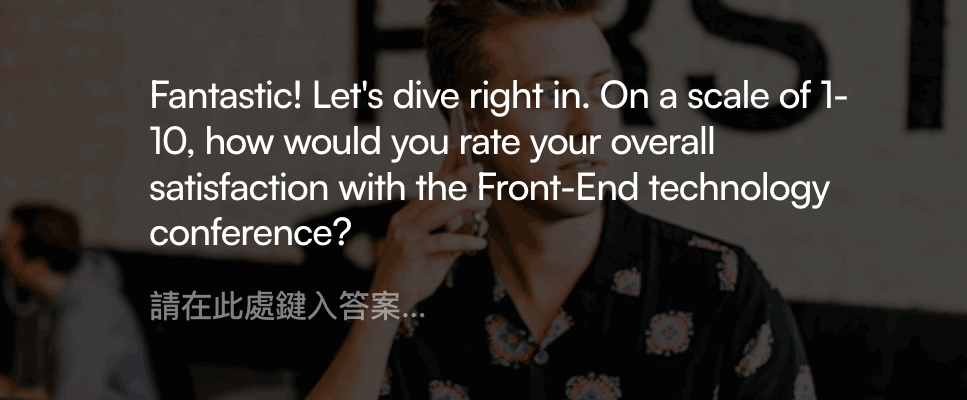 Fantastic! Let's dive right in. On a scale of 1-
10, how would you rate your overall
satisfaction with the Front-End technology
conference?
請在此處鍵入答案...